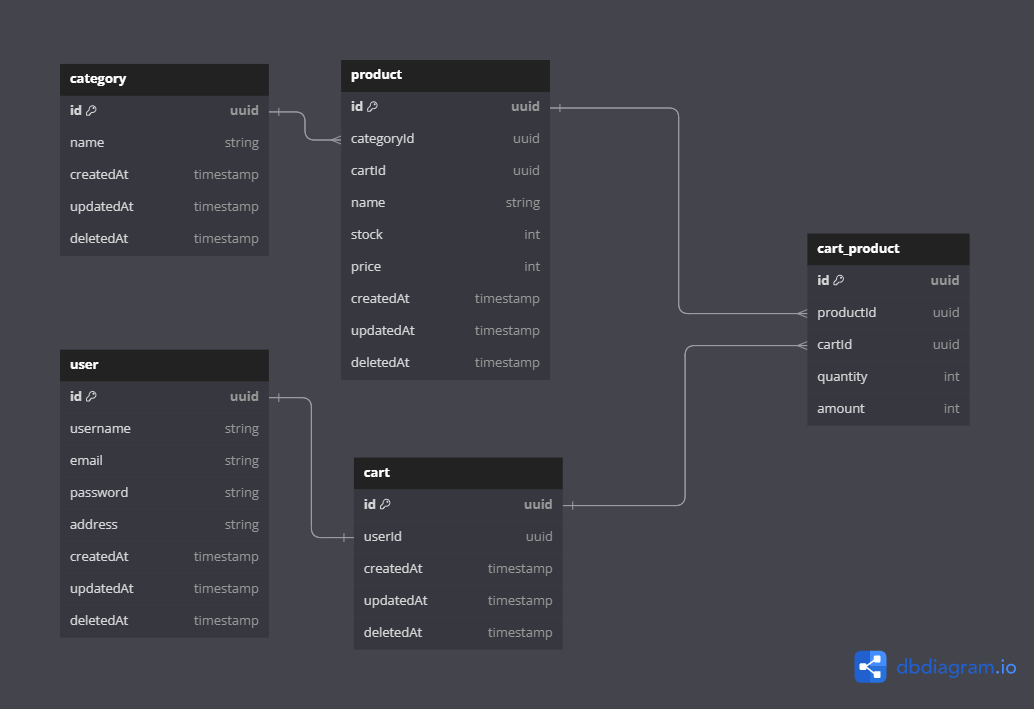 category
id uuid
name string
createdAt timestamp
updatedAt timestamp
deletedAt timestamp
product
id uuid
categoryId uuid
cartId uuid
name string
stock int
price int
createdAt timestamp
updatedAt timestamp
deletedAt timestamp
cart_product
id uuid
productId uuid
cartId uuid
quantity int
amount int
user
id uuid
username string
email string
password string
address string
createdAt timestamp
updatedAt timestamp
deletedAt timestamp
cart
id uuid
userId uuid
createdAt timestamp
updatedAt timestamp
deletedAt timestamp
dbdiagram.io